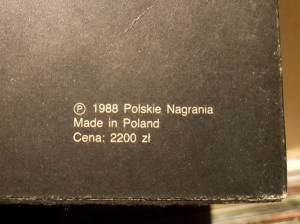 ℗ 1988 Polskie Nagrania
Made in Poland
Cena: 2200 zł